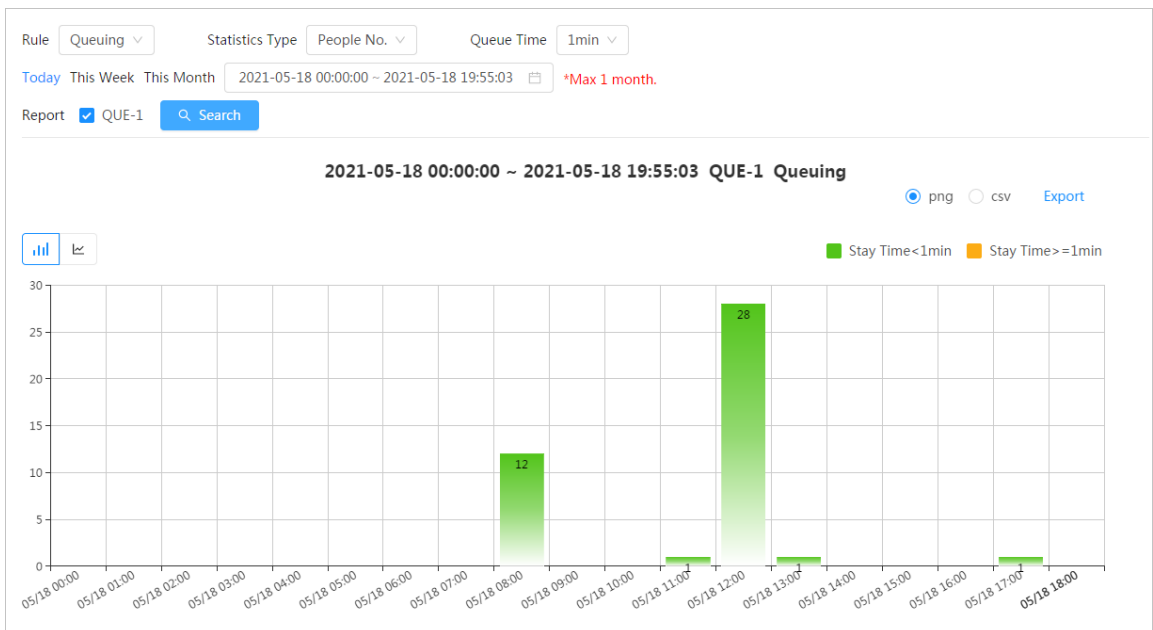 Rule Queuing Statistics Type People No. Queue Time 1min
Today This Week This Month 2021-05-18 00:00:00 ~ 2021-05-18 19:55:03 *Max 1 month.
Report QUE-1 Search
2021-05-18 00:00:00 ~ 2021-05-18 19:55:03 QUE-1 Queuing
png csv Export
Stay Time<1min Stay Time>=1min
30
28
25
20
15
12
10
5
0
1 1 1
05/18 00:00 05/18 01:00 05/18 02:00 05/18 03:00 05/18 04:00 05/18 05:00 05/18 06:00 05/18 07:00 05/18 08:00 05/18 09:00 05/18 10:00 05/18 11:00 05/18 12:00 05/18 13:00 05/18 14:00 05/18 15:00 05/18 16:00 05/18 17:00 05/18 18:00